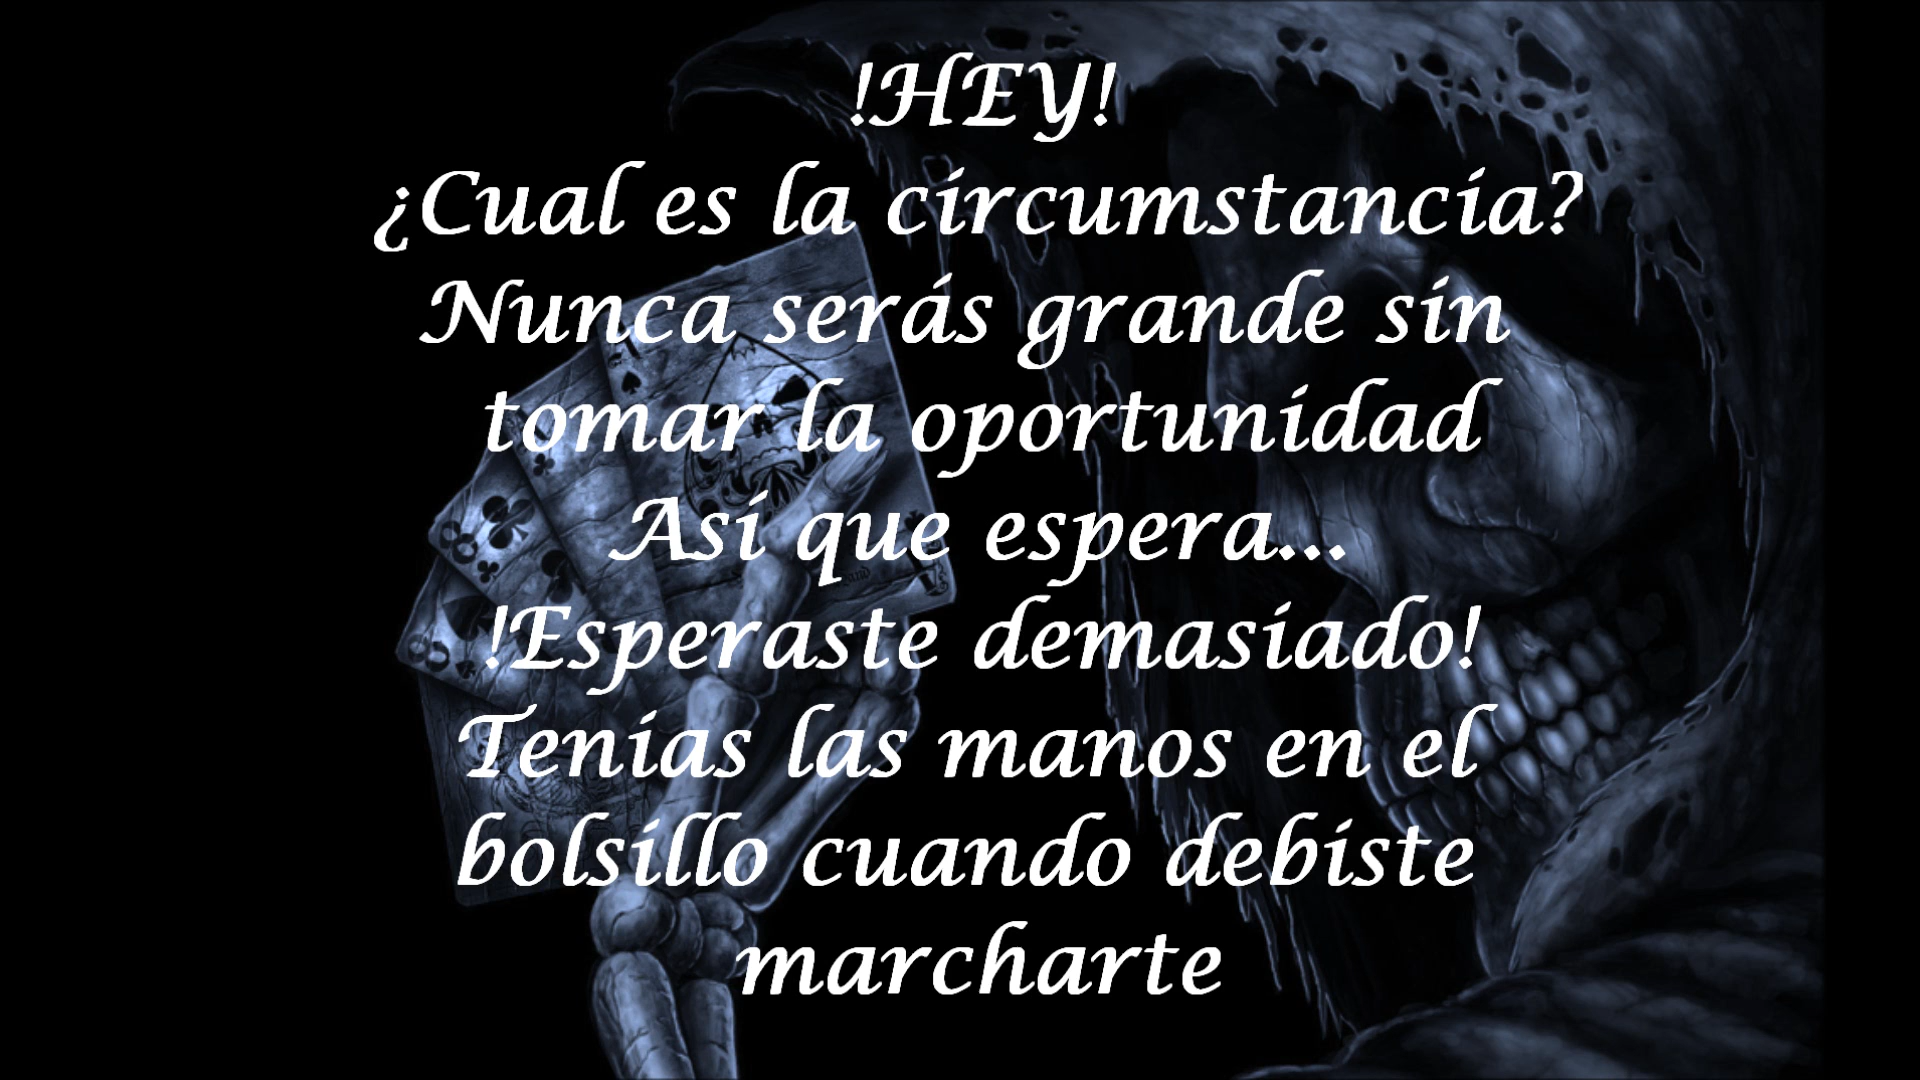 !HEY!
¿Cual es la circumstancia?
Nunca serás grande sin
tomar la oportunidad
Así que espera...
!Esperaste demasiado!
Tenías las manos en el
bolsillo cuando debiste
marcharte